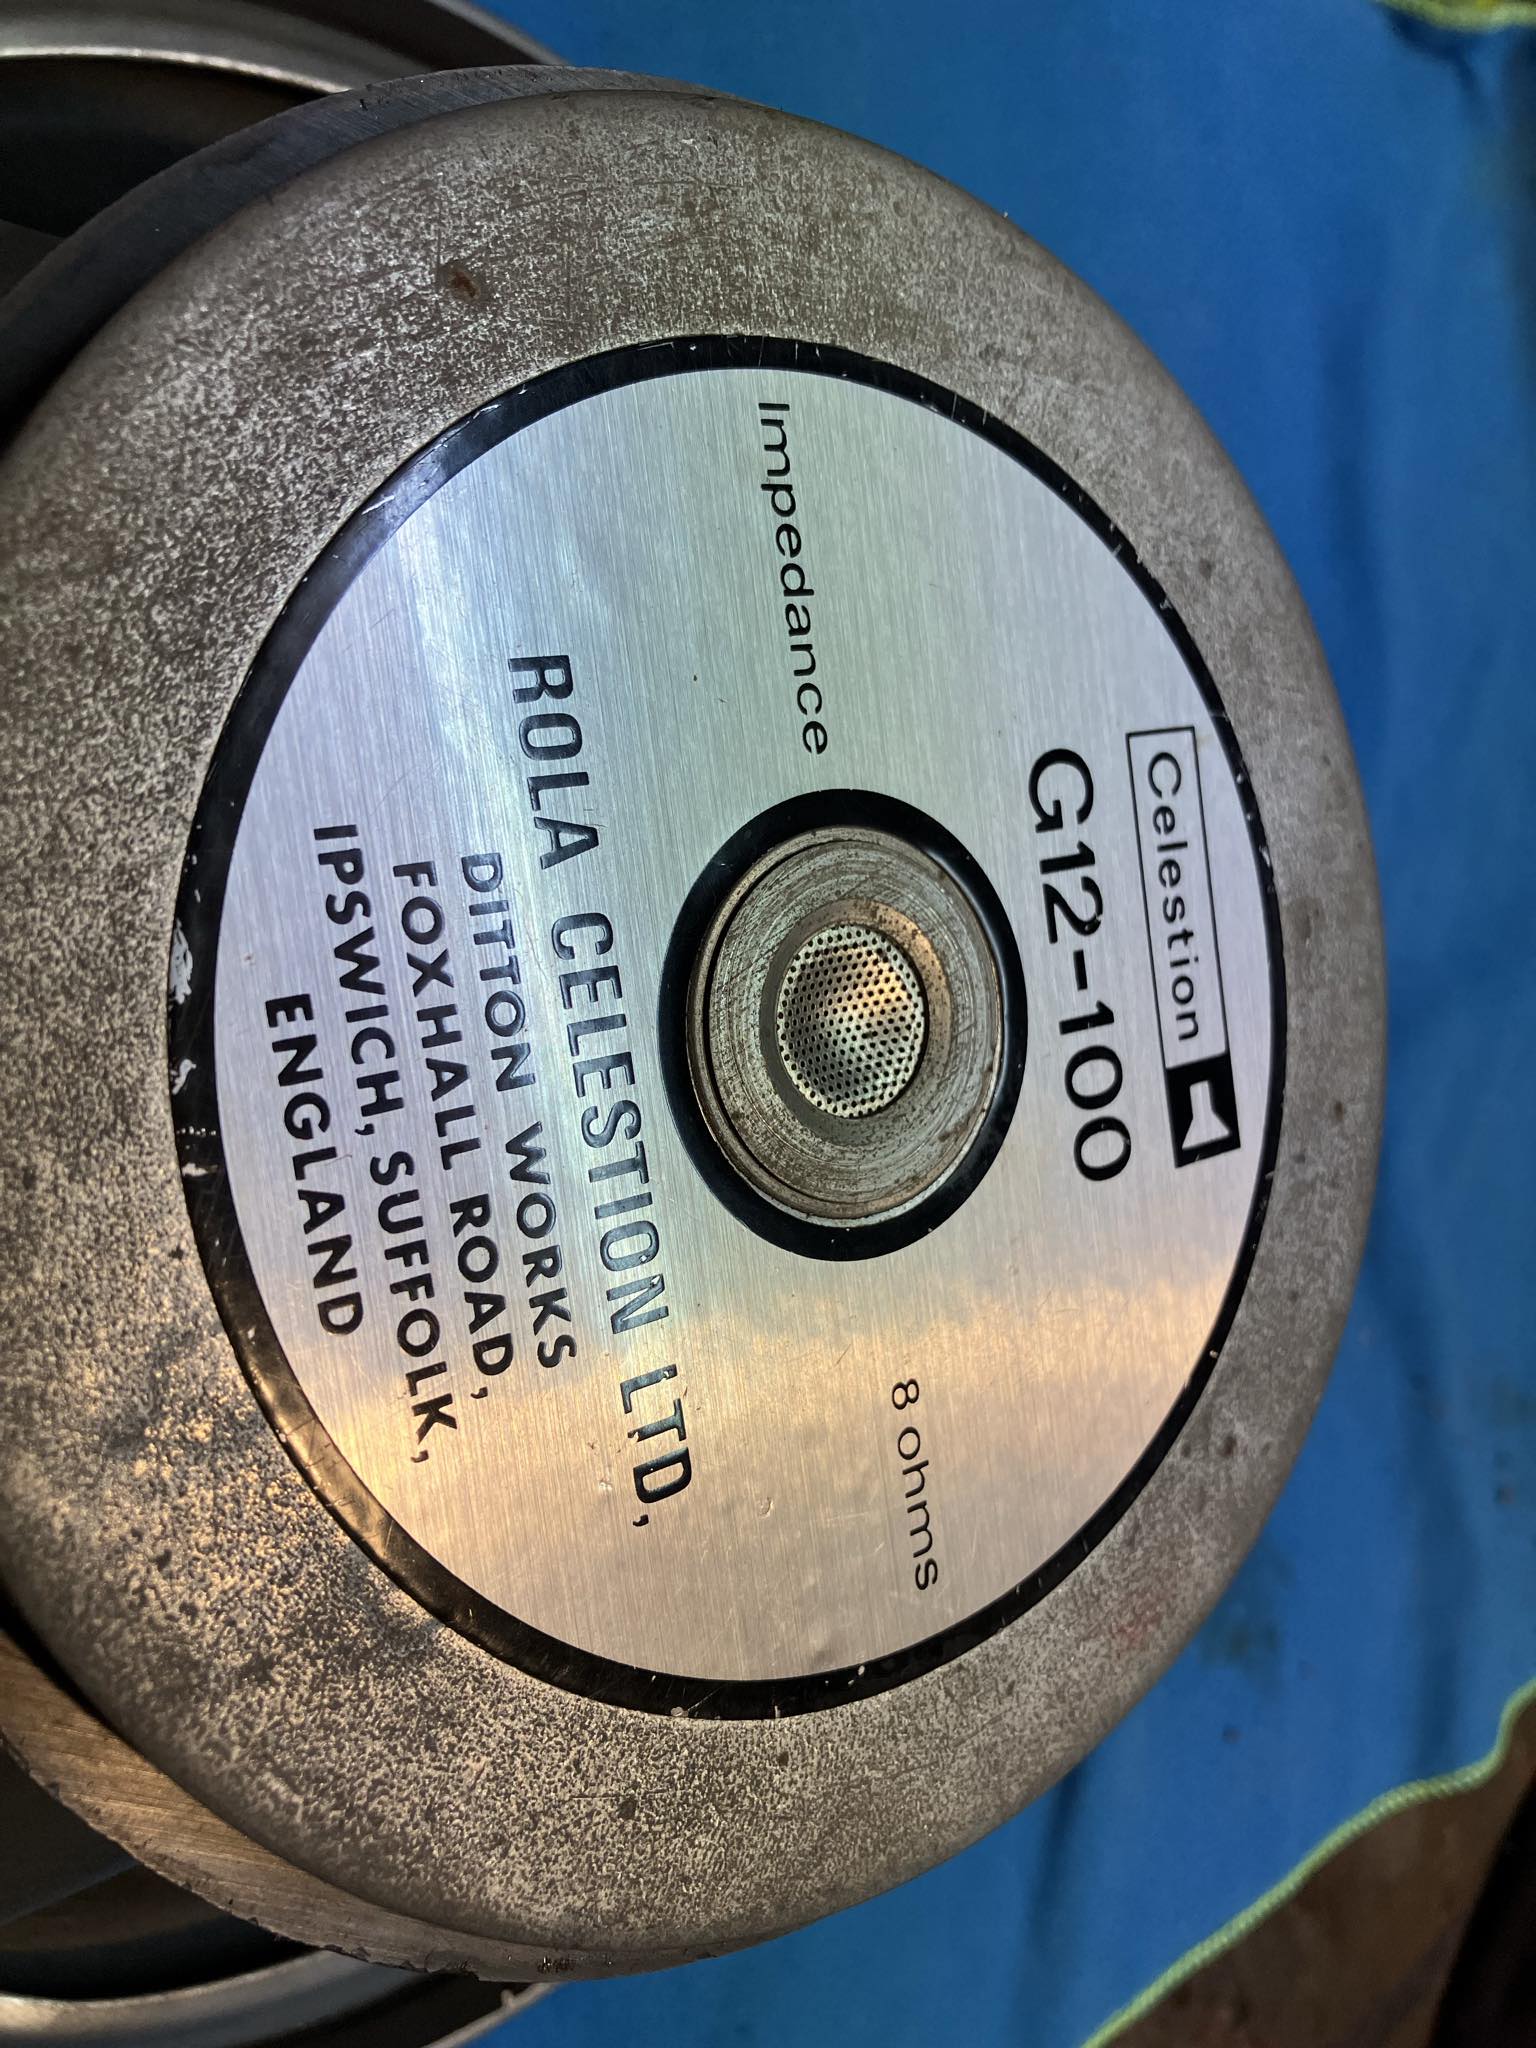 Celestion
G12-100
Impedance 8 ohms
ROLA CELESTION LTD,
DITTON WORKS
FOXHALL ROAD,
IPSWICH, SUFFOLK,
ENGLAND